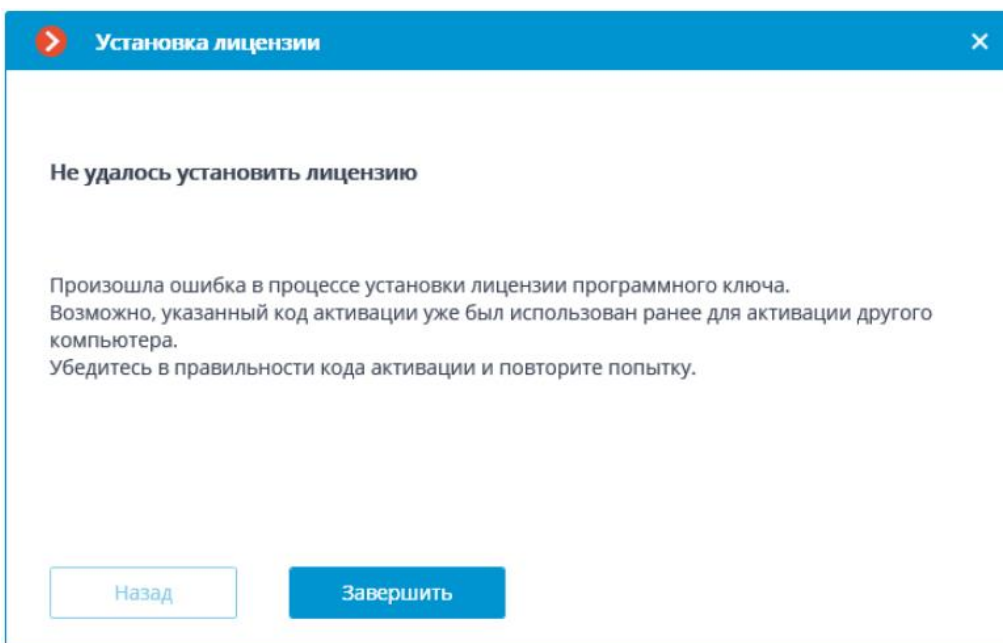 Установка лицензии
Не удалось установить лицензию
Произошла ошибка в процессе установки лицензии программного ключа.
Возможно, указанный код активации уже был использован ранее для активации другого
компьютера.
Убедитесь в правильности кода активации и повторите попытку.
Назад
Завершить